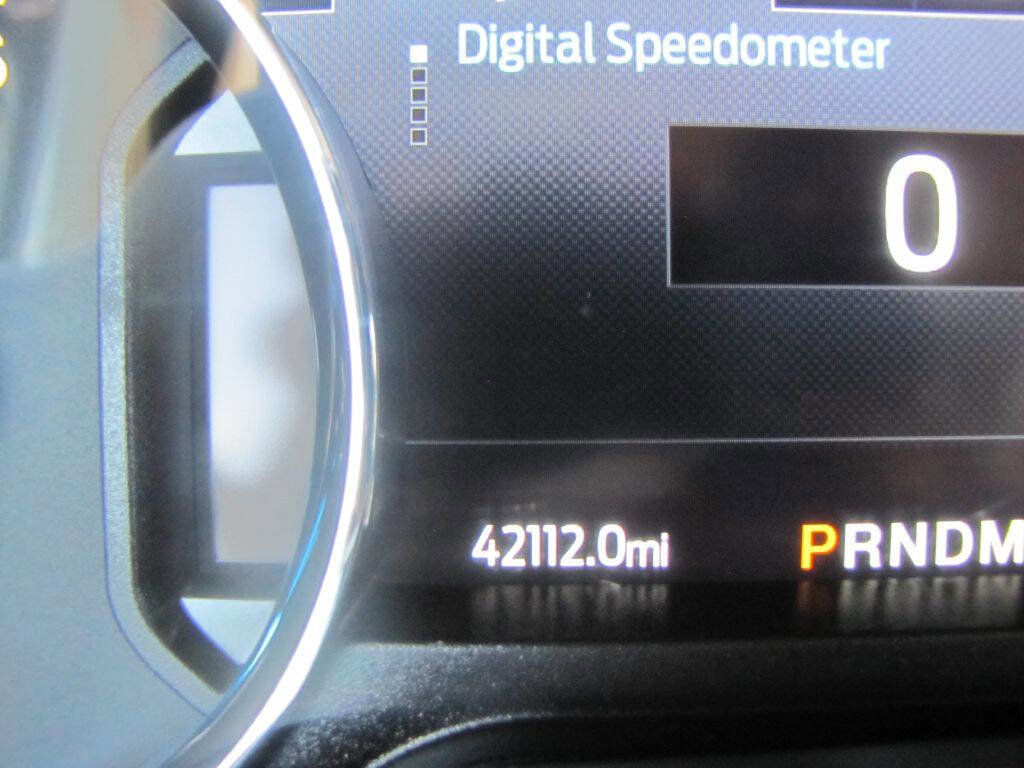 Digital Speedometer
0
42112.0mi
PRNDM